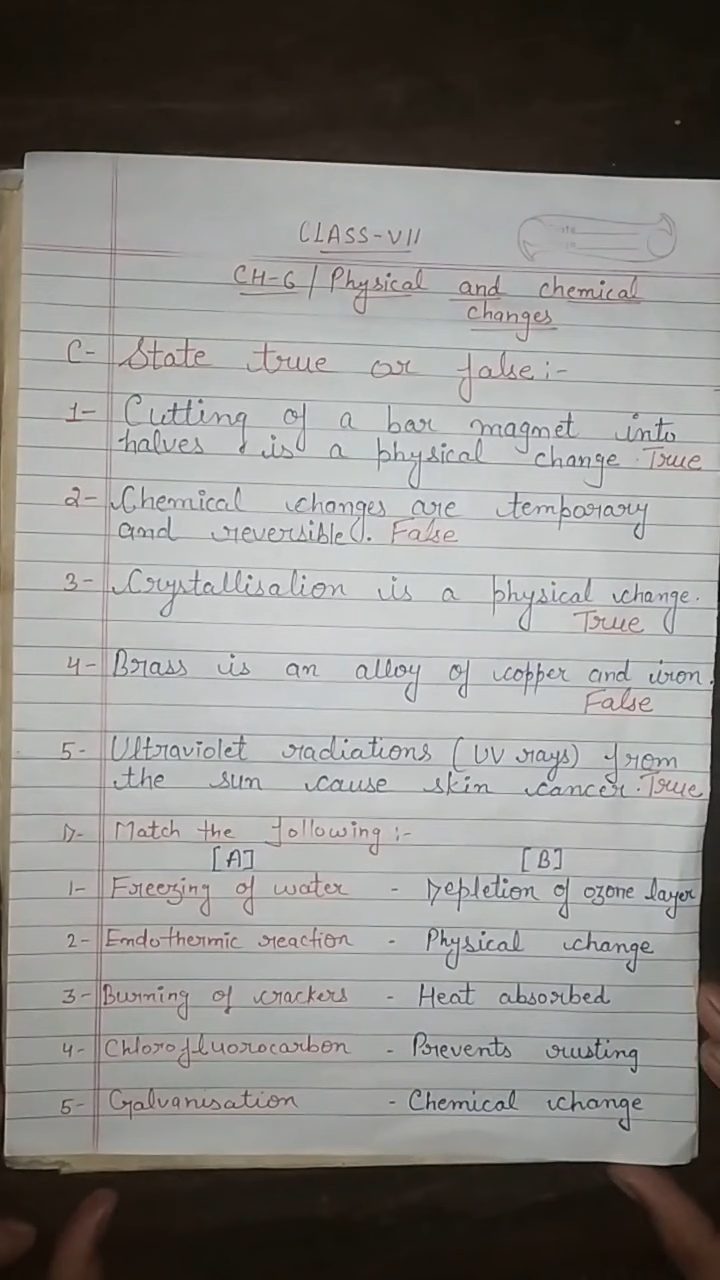 CLASS-VII
CH-6 / Physical and chemical
changes
C- State true or false :-
1- Cutting of a bar magnet into
halves is a physical change. True
2- Chemical changes are temporary
and reversible. False
3- Crystallisation is a physical change.
True
4- Brass is an alloy of copper and iron.
False
5- Ultraviolet radiations (UV rays) from
the sun cause skin cancer. True
D- Match the following :-
[A] [B]
1- Freezing of water - Depletion of ozone layer
2- Endothermic reaction - Physical change
3- Burning of crackers - Heat absorbed
4- Chlorofluorocarbon - Prevents rusting
5- Galvanisation - Chemical change